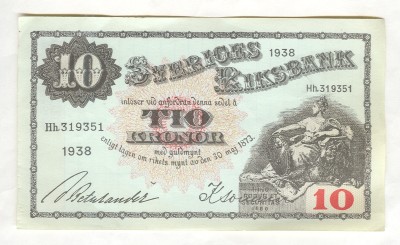 10
SVERIGES
1938
RIKSBANK
Hh.319351
inlöser vid anfordran denna sedel å
Hh.319351
TIO
KRONOR
med guldmynt
1938
enligt lagen om rikets mynt av den 30 maj 1873.
10